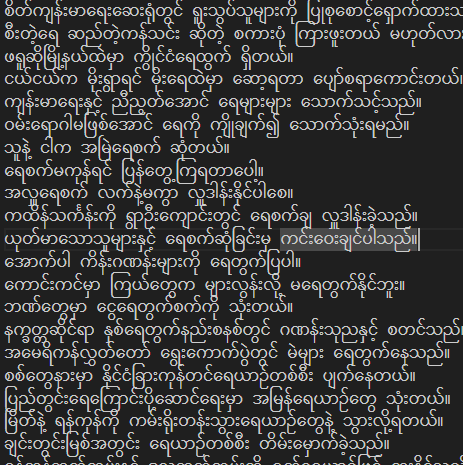 စိတ်ကျန်းမာရေးဆေးရုံတွင် ရူးသွပ်သူများကို ပြုစုစောင့်ရှောက်ထားသ
စီးတဲ့ရေ ဆည်တဲ့ကန်သင်း ဆိုတဲ့ စကားပုံ ကြားဖူးတယ် မဟုတ်လား
ဖရူဆိုမြို့နယ်ထဲမှာ ကွိုင်ငံရေထွက် ရှိတယ်။
ငယ်ငယ်က မိုးရွာရင် မိုးရေထဲမှာ ဆော့ရတာ ပျော်စရာကောင်းတယ်။
ကျန်းမာရေးနှင့် ညီညွတ်အောင် ရေများများ သောက်သင့်သည်။
ဝမ်းရောဂါမဖြစ်အောင် ရေကို ကျိုချက်၍ သောက်သုံးရမည်။
သူနဲ့ ငါက အမြဲရေစက် ဆုံတယ်။
ရေစက်မကုန်ရင် ပြန်တွေ့ကြရတာပေါ့။
အလှူရေစက် လက်နဲ့မကွာ လှူဒါန်းနိုင်ပါစေ။
ကထိန်သင်္ကန်းကို ရွာဦးကျောင်းတွင် ရေစက်ချ လှူဒါန်းခဲ့သည်။
ယုတ်မာသောသူများနှင့် ရေစက်ဆုံခြင်းမှ ကင်းဝေးချင်ပါသည်။
အောက်ပါ ကိန်းဂဏန်းများကို ရေတွက်ပြပါ။
ကောင်းကင်မှာ ကြယ်တွေက များလွန်းလို့ မရေတွက်နိုင်ဘူး။
ဘဏ်တွေမှာ ငွေရေတွက်စက်ကို သုံးတယ်။
နက္ခတ္တဆိုင်ရာ နှစ်ရေတွက်နည်းစနစ်တွင် ဂဏန်းသုညနှင့် စတင်သည်
အမေရိကန်လွှတ်တော် ရွေးကောက်ပွဲတွင် မဲများ ရေတွက်နေသည်။
စစ်တွေနားမှာ နိုင်ငံခြားကုန်တင်ရေယာဉ်တစ်စီး ပျက်နေတယ်။
ပြည်တွင်းရေကြောင်းပို့ဆောင်ရေးမှာ အမြန်ရေယာဉ်တွေ သုံးတယ်။
မြိတ်နဲ့ ရန်ကုန်ကို ကမ်းရိုးတန်းသွားရေယာဉ်တွေနဲ့ သွားလို့ရတယ်။
ချင်းတွင်းမြစ်အတွင်း ရေယာဉ်တစ်စီး တိမ်းမှောက်ခဲ့သည်။